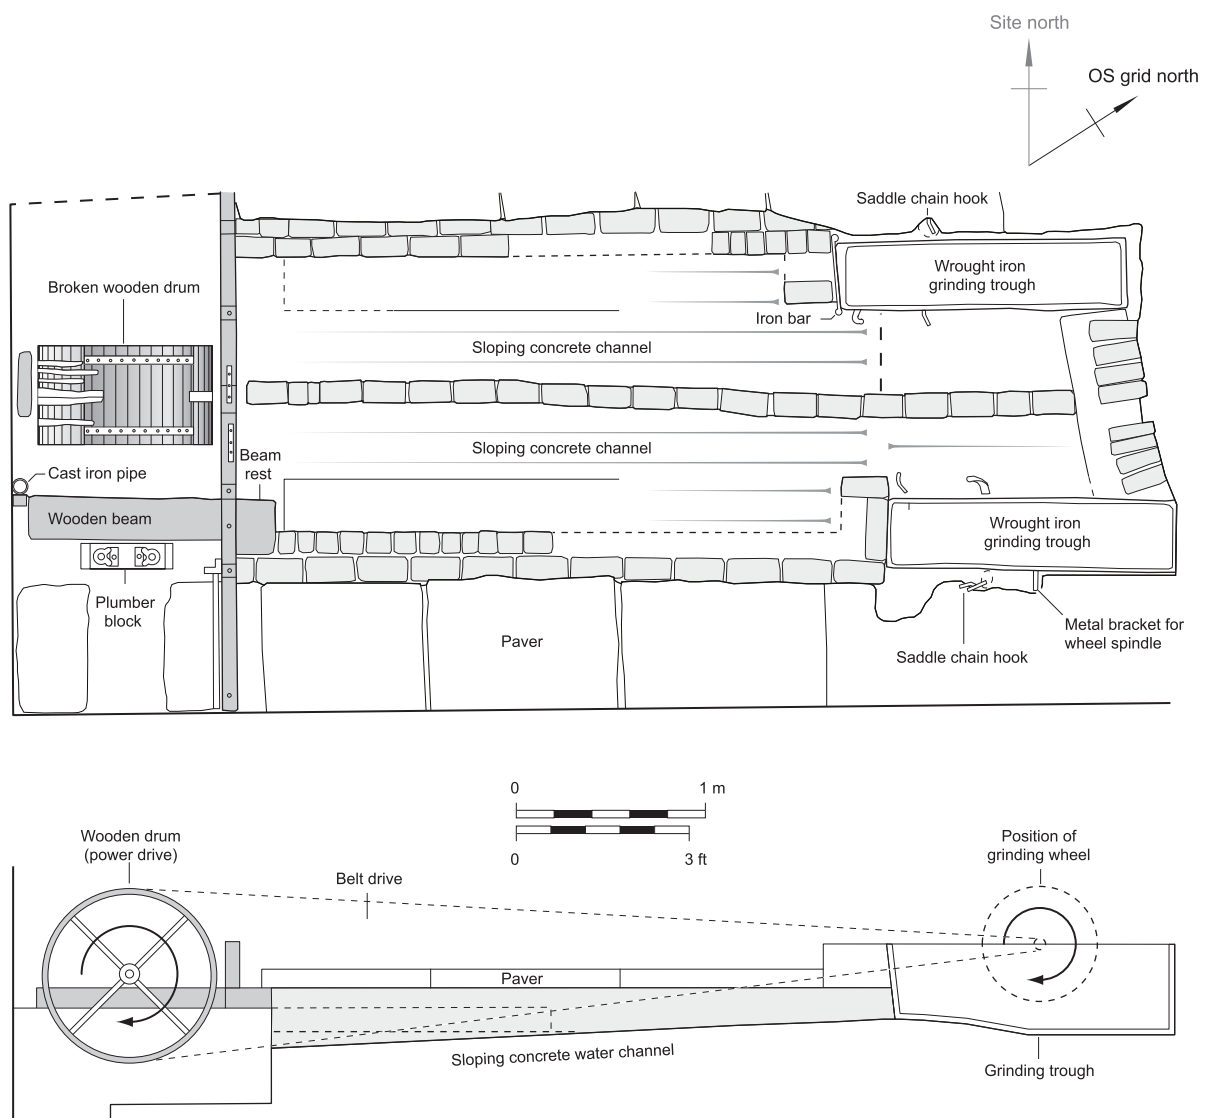 Site north
OS grid north
Saddle chain hook
Wrought iron
grinding trough
Broken wooden drum
Iron bar
Sloping concrete channel
Sloping concrete channel
Beam
rest
Cast iron pipe
Wooden beam
Wrought iron
grinding trough
Plumber
block
Paver
Metal bracket for
wheel spindle
Saddle chain hook
0 1 m
0 3 ft
Wooden drum
(power drive)
Position of
grinding wheel
Belt drive
Paver
Sloping concrete water channel
Grinding trough